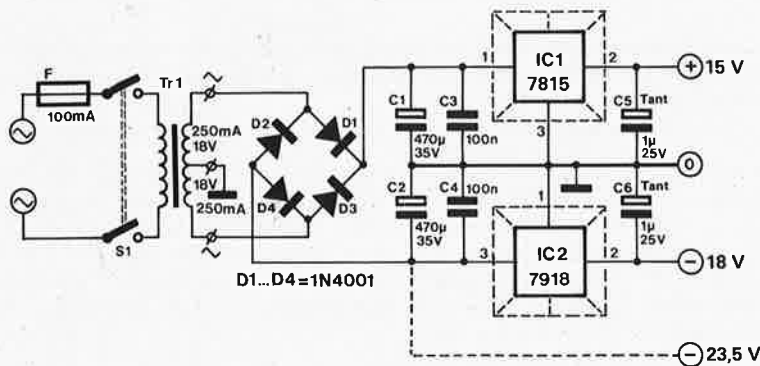 F
100mA
S1
Tr 1
250mA
18V
18V
250mA
D2
D1
D4
D3
D1...D4=1N4001
C1
470µ
35V
C3
100n
C2
470µ
35V
C4
100n
1
IC1
7815
2
3
C5
Tant
1µ
25V
+
15 V
0
1
3
IC2
7918
2
C6
Tant
1µ
25V
−
18 V
−
23,5 V